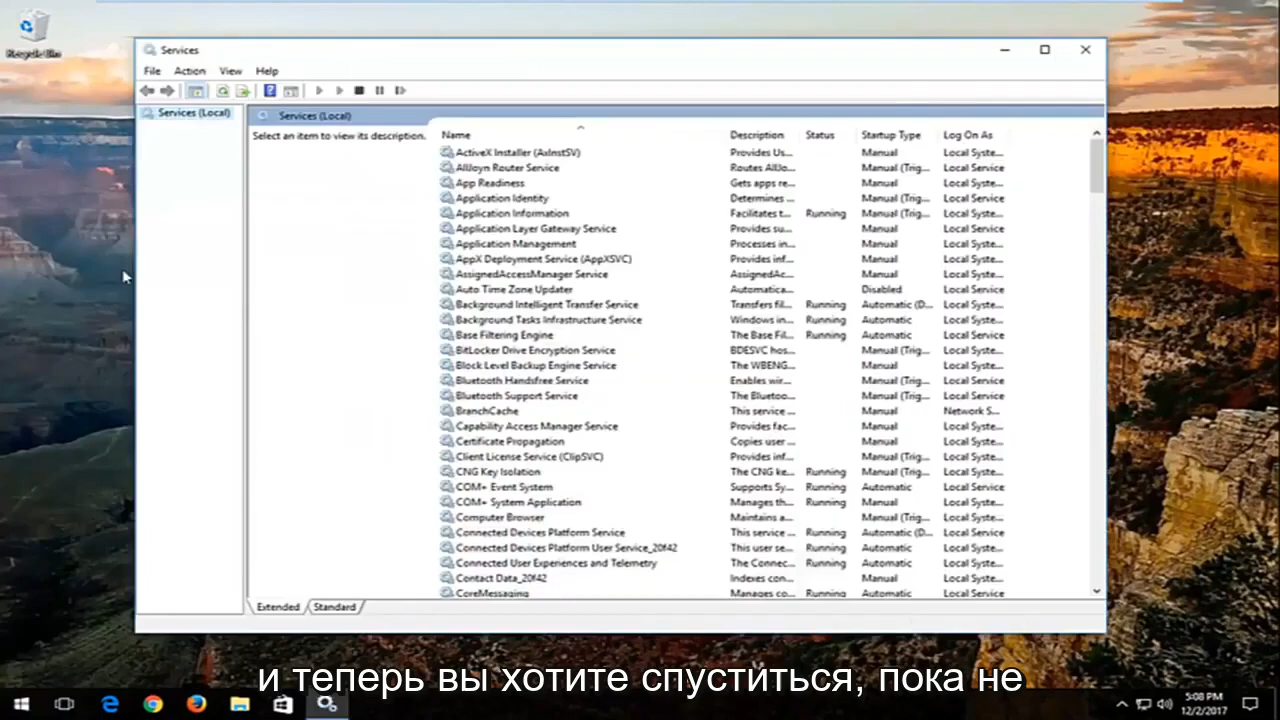 Recycle Bin
Services
File Action View Help
Services (Local)
Services (Local)
Select an item to view its description.
Name Description Status Startup Type Log On As
ActiveX Installer (AxInstSV) Provides Us... Manual Local Syste...
AllJoyn Router Service Routes AllJo... Manual (Trig... Local Service
App Readiness Gets apps re... Manual Local Syste...
Application Identity Determines ... Manual (Trig... Local Service
Application Information Facilitates t... Running Manual (Trig... Local Syste...
Application Layer Gateway Service Provides su... Manual Local Service
Application Management Processes in... Manual Local Syste...
AppX Deployment Service (AppXSVC) Provides inf... Manual Local Syste...
AssignedAccessManager Service AssignedAc... Manual Local Syste...
Auto Time Zone Updater Automatica... Disabled Local Service
Background Intelligent Transfer Service Transfers fil... Running Automatic (D... Local Syste...
Background Tasks Infrastructure Service Windows in... Running Automatic Local Syste...
Base Filtering Engine The Base Fil... Running Automatic Local Service
BitLocker Drive Encryption Service BDESVC hos... Manual (Trig... Local Syste...
Block Level Backup Engine Service The WBENG... Manual Local Syste...
Bluetooth Handsfree Service Enables wir... Manual (Trig... Local Service
Bluetooth Support Service The Bluetoo... Manual (Trig... Local Service
BranchCache This service ... Manual Network S...
Capability Access Manager Service Provides fac... Manual Local Syste...
Certificate Propagation Copies user ... Manual Local Syste...
Client License Service (ClipSVC) Provides inf... Manual (Trig... Local Syste...
CNG Key Isolation The CNG ke... Running Manual (Trig... Local Syste...
COM+ Event System Supports Sy... Running Automatic Local Service
COM+ System Application Manages th... Running Manual Local Syste...
Computer Browser Maintains a... Manual (Trig... Local Syste...
Connected Devices Platform Service This service ... Running Automatic (D... Local Service
Connected Devices Platform User Service_20f42 This user se... Running Automatic Local Syste...
Connected User Experiences and Telemetry The Connec... Running Automatic Local Syste...
Contact Data_20f42 Indexes con... Manual Local Syste...
CoreMessaging Manages co... Running Automatic Local Service
Extended Standard
и теперь вы хотите спуститься, пока не
5:08 PM
12/2/2017